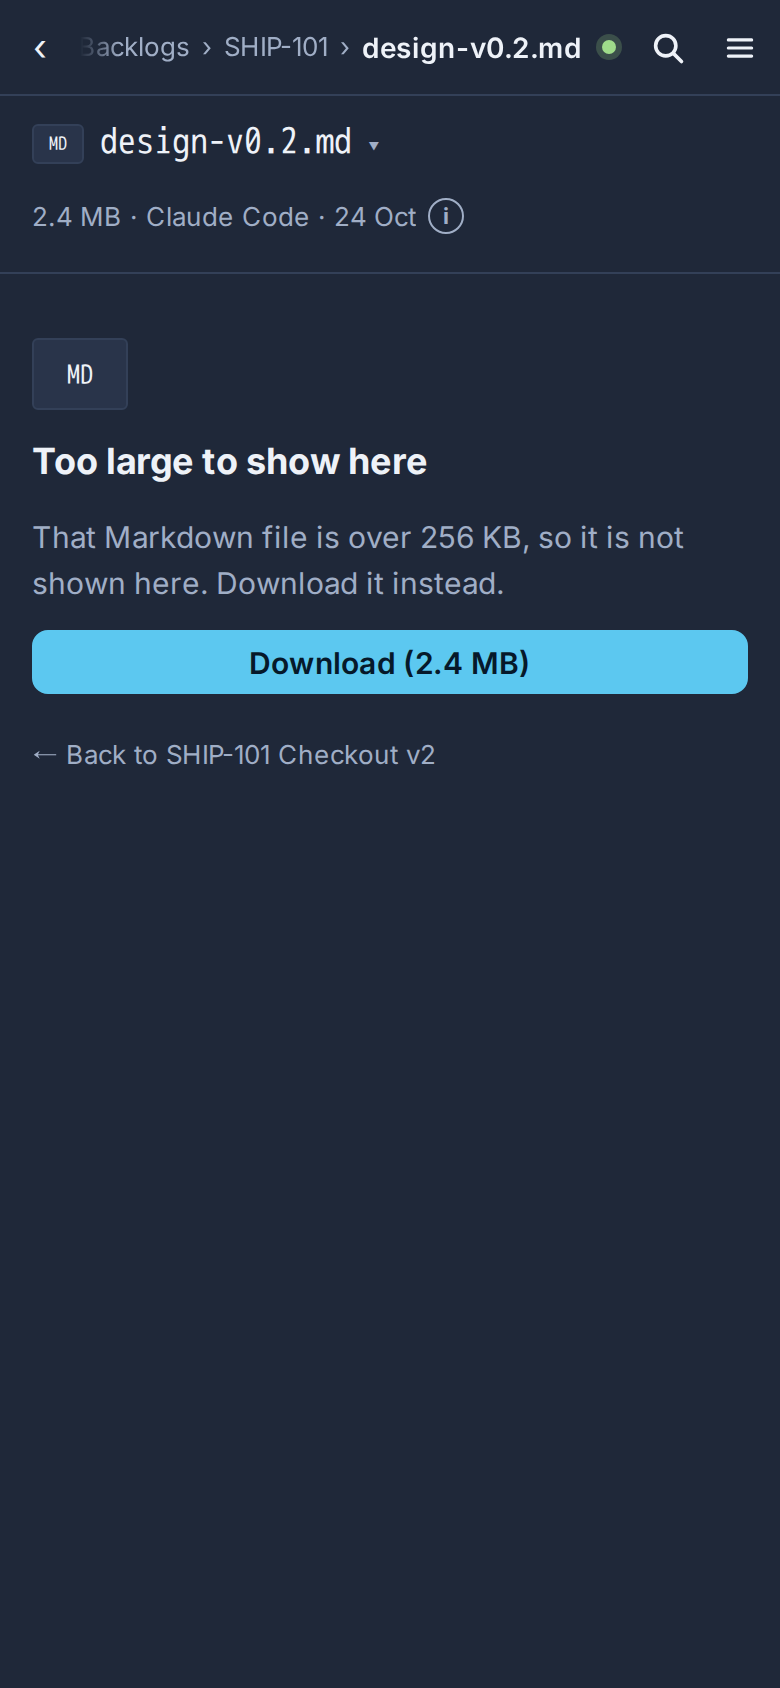 ‹ Backlogs › SHIP-101 › design-v0.2.md
MD design-v0.2.md ▾
2.4 MB · Claude Code · 24 Oct i
MD
Too large to show here
That Markdown file is over 256 KB, so it is not
shown here. Download it instead.
Download (2.4 MB)
← Back to SHIP-101 Checkout v2